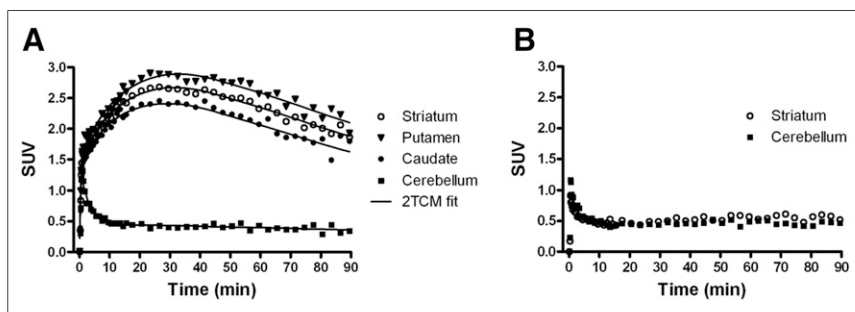 A
B
SUV
3.0
2.5
2.0
1.5
1.0
0.5
0.0
0 10 20 30 40 50 60 70 80 90
Time (min)
Striatum
Putamen
Caudate
Cerebellum
2TCM fit
SUV
3.0
2.5
2.0
1.5
1.0
0.5
0.0
0 10 20 30 40 50 60 70 80 90
Time (min)
Striatum
Cerebellum